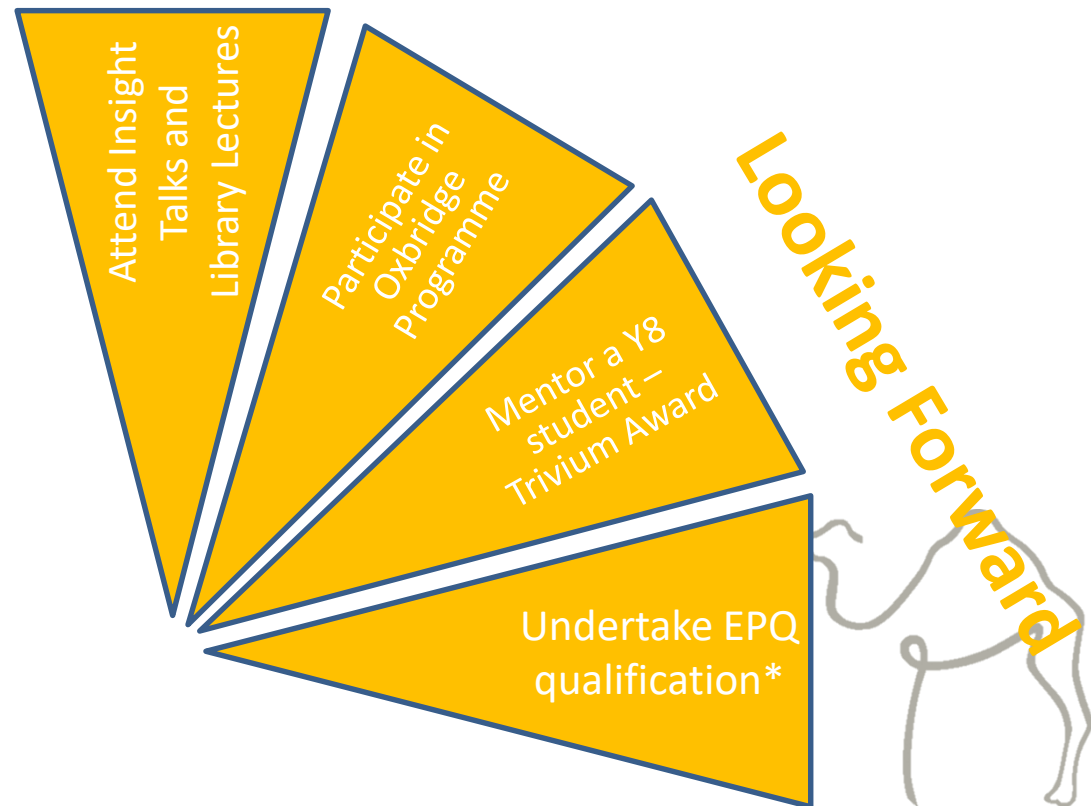 Attend Insight
Talks and
Library Lectures
Participate in
Oxbridge
Programme
Mentor a Y8
student –
Trivium Award
Undertake EPQ
qualification*
Looking Forward